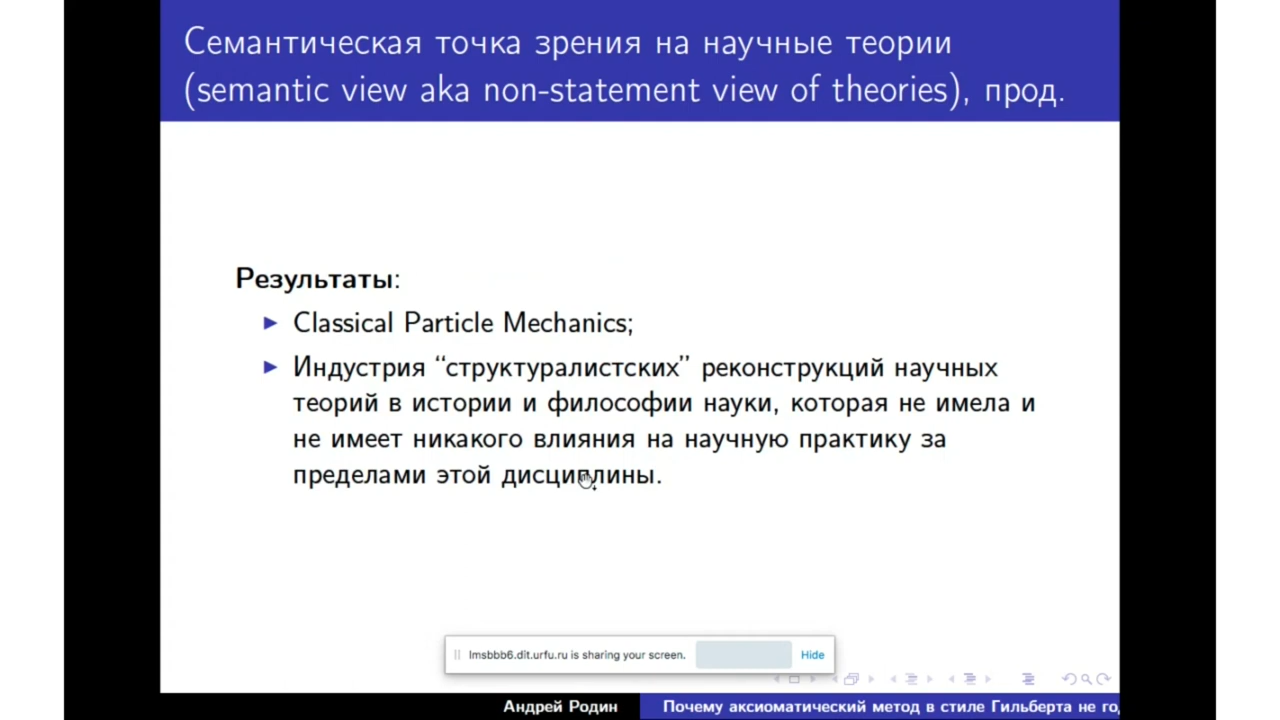 Семантическая точка зрения на научные теории
(semantic view aka non-statement view of theories), прод.
Результаты:
Classical Particle Mechanics;
Индустрия “структуралистских” реконструкций научных
теорий в истории и философии науки, которая не имела и
не имеет никакого влияния на научную практику за
пределами этой дисциплины.
lmsbbb6.dit.urfu.ru is sharing your screen. Hide
Андрей Родин Почему аксиоматический метод в стиле Гильберта не